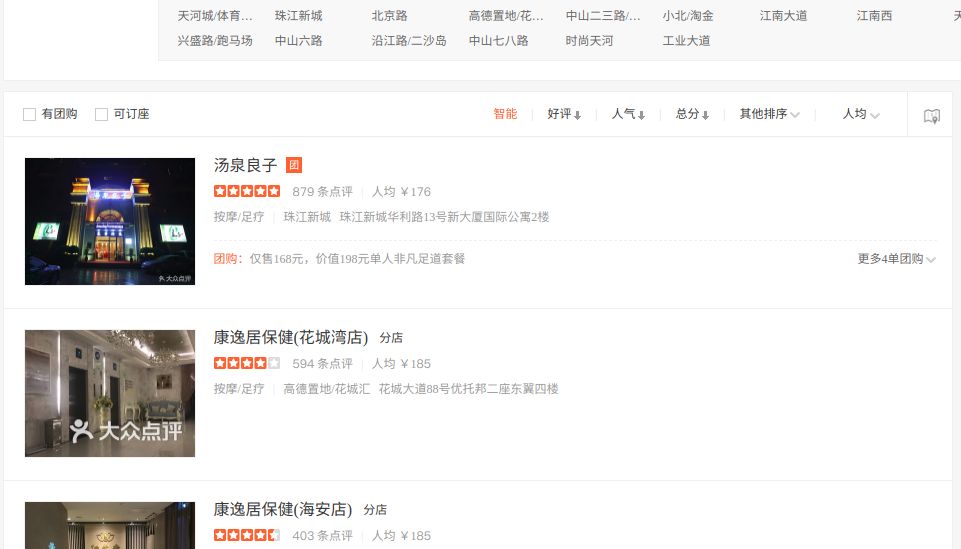 天河城/体育… 珠江新城 北京路 高德置地/花… 中山二三路/… 小北/淘金 江南大道 江南西 天
兴盛路/跑马场 中山六路 沿江路/二沙岛 中山七八路 时尚天河 工业大道
有团购 可订座 智能 好评 人气 总分 其他排序 人均
汤泉良子 团
879 条点评 人均 ￥176
按摩/足疗 珠江新城 珠江新城华利路13号新大厦国际公寓2楼
团购：仅售168元，价值198元单人非凡足道套餐 更多4单团购
大众点评
康逸居保健(花城湾店) 分店
594 条点评 人均 ￥185
按摩/足疗 高德置地/花城汇 花城大道88号优托邦二座东翼四楼
大众点评
康逸居保健(海安店) 分店
403 条点评 人均 ￥185